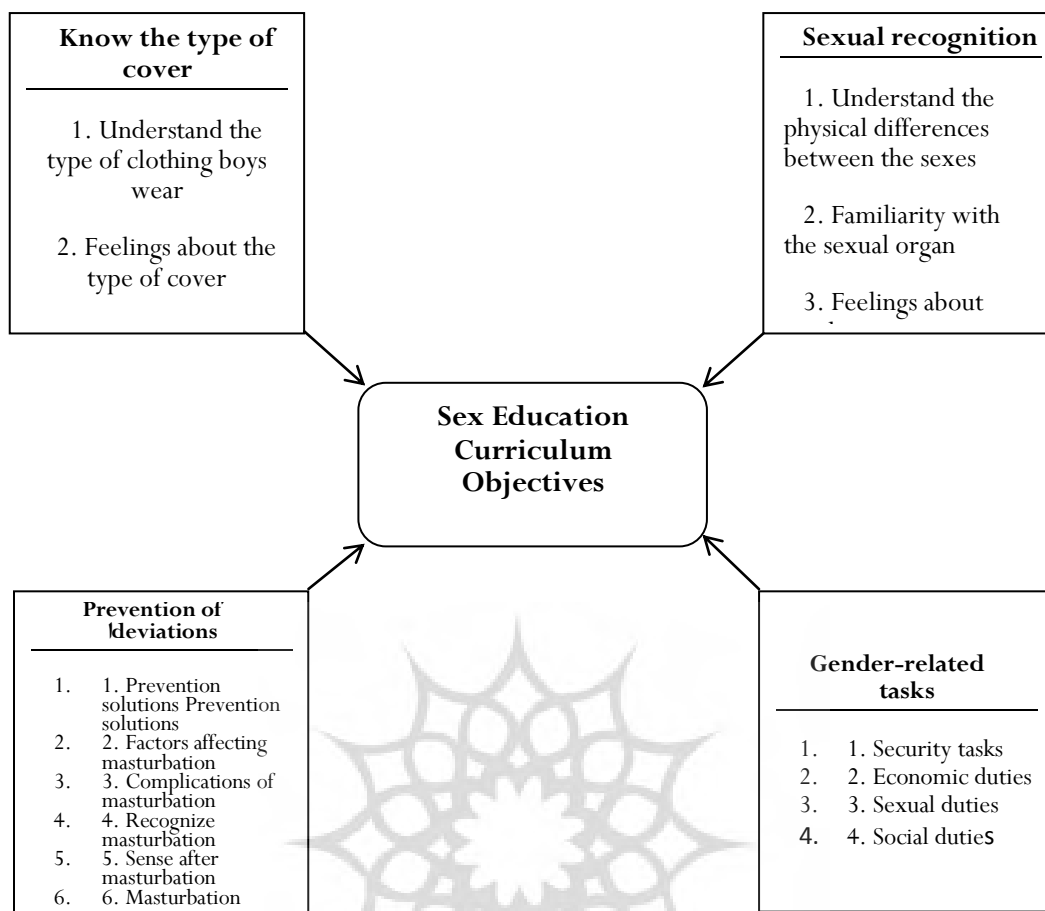 Know the type of
cover
1. Understand the
type of clothing boys
wear
2. Feelings about the
type of cover
Sexual recognition
1. Understand the
physical differences
between the sexes
2. Familiarity with
the sexual organ
3. Feelings about
Sex Education
Curriculum
Objectives
Prevention of
deviations
1. 1. Prevention
solutions Prevention
solutions
2. 2. Factors affecting
masturbation
3. 3. Complications of
masturbation
4. 4. Recognize
masturbation
5. 5. Sense after
masturbation
6. 6. Masturbation
Gender-related
tasks
1. 1. Security tasks
2. 2. Economic duties
3. 3. Sexual duties
4. 4. Social duties